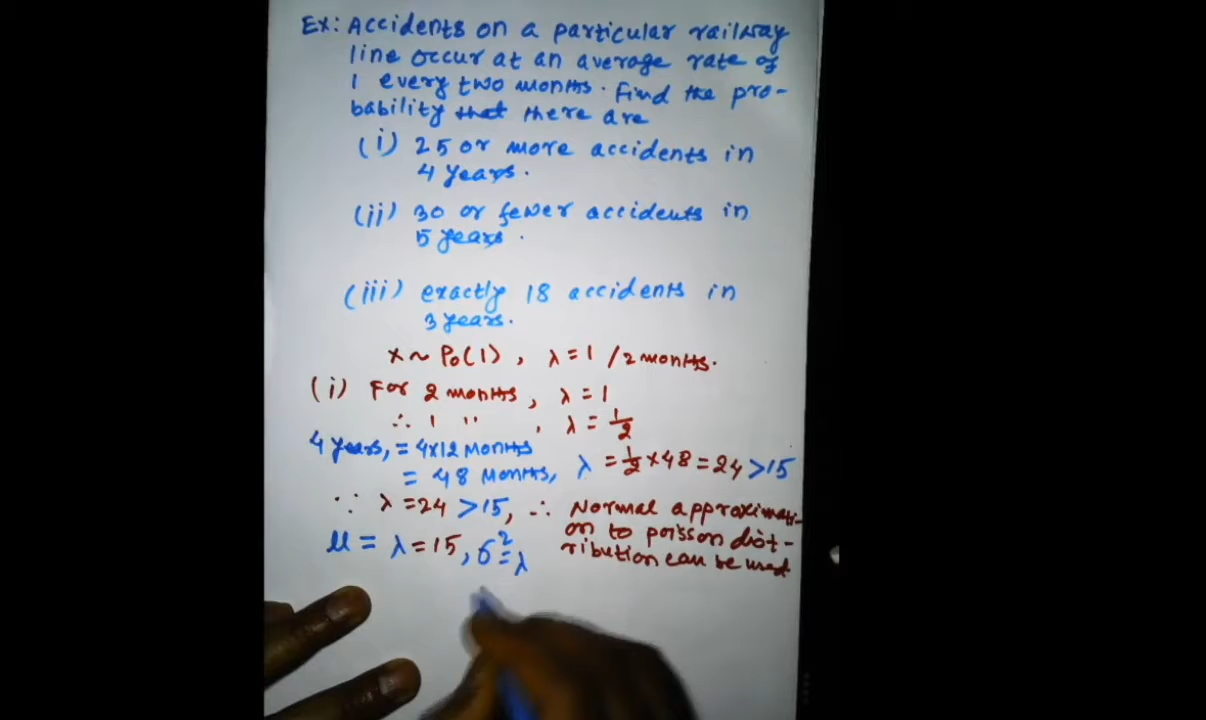 Ex: Accidents on a particular railway
line occur at an average rate of
1 every two months. Find the pro-
bability that there are
(i) 25 or more accidents in
4 years.
(ii) 30 or fewer accidents in
5 years.
(iii) exactly 18 accidents in
3 years.
X ~ Po(1), λ = 1 / 2 months.
(i) For 2 months, λ = 1
∴ 1 ", λ = 1/2
4 years, = 4×12 Months
= 48 Months, λ = 1/2 × 48 = 24 > 15
∵ λ = 24 > 15, ∴ Normal approximati-
on to poisson dist-
ribution can be used
μ = λ = 15, σ² = λ